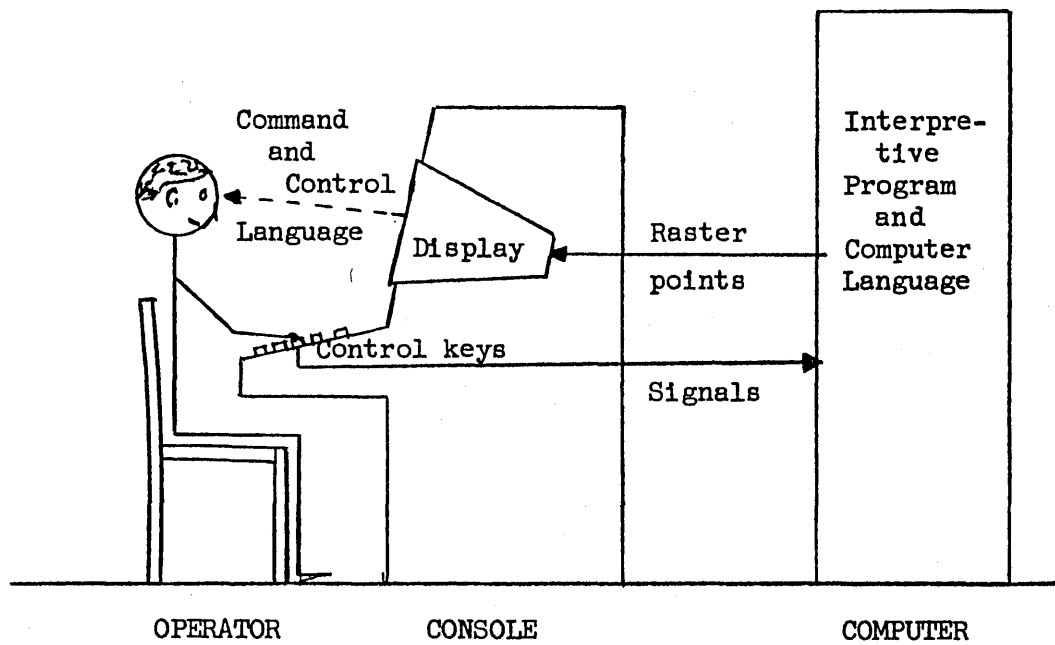 Command
and
Control
Language
Display
Control keys
Raster
points
Signals
Interpre-
tive
Program
and
Computer
Language
OPERATOR
CONSOLE
COMPUTER